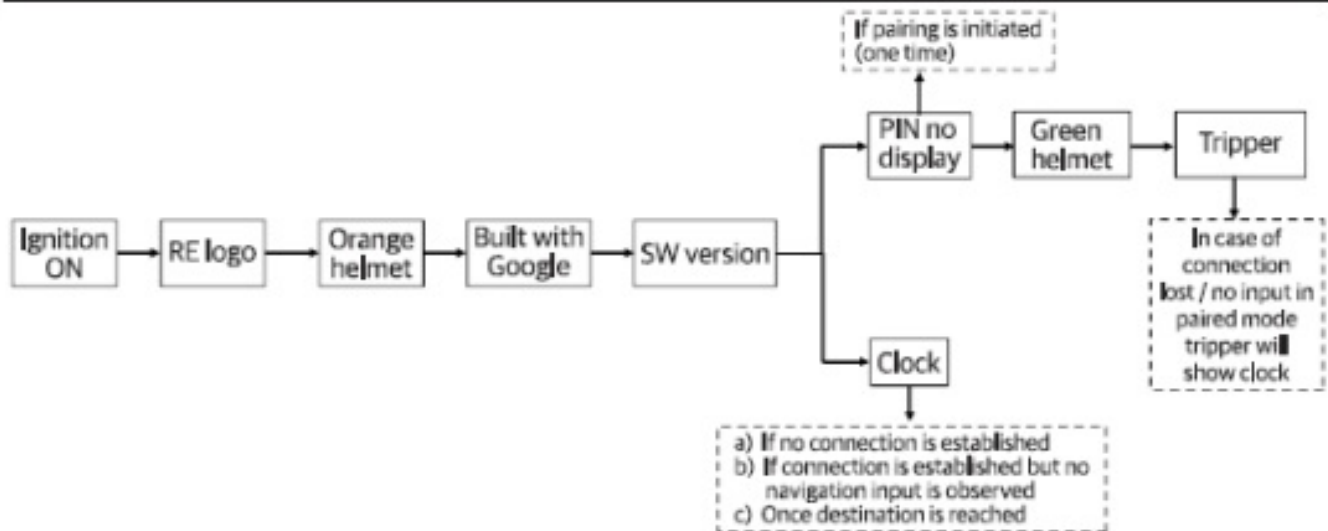 If pairing is initiated
(one time)
PIN no
display
Green
helmet
Tripper
Ignition
ON
RE logo
Orange
helmet
Built with
Google
SW version
In case of
connection
lost / no input in
paired mode
tripper will
show clock
Clock
a) If no connection is established
b) If connection is established but no
navigation input is observed
c) Once destination is reached